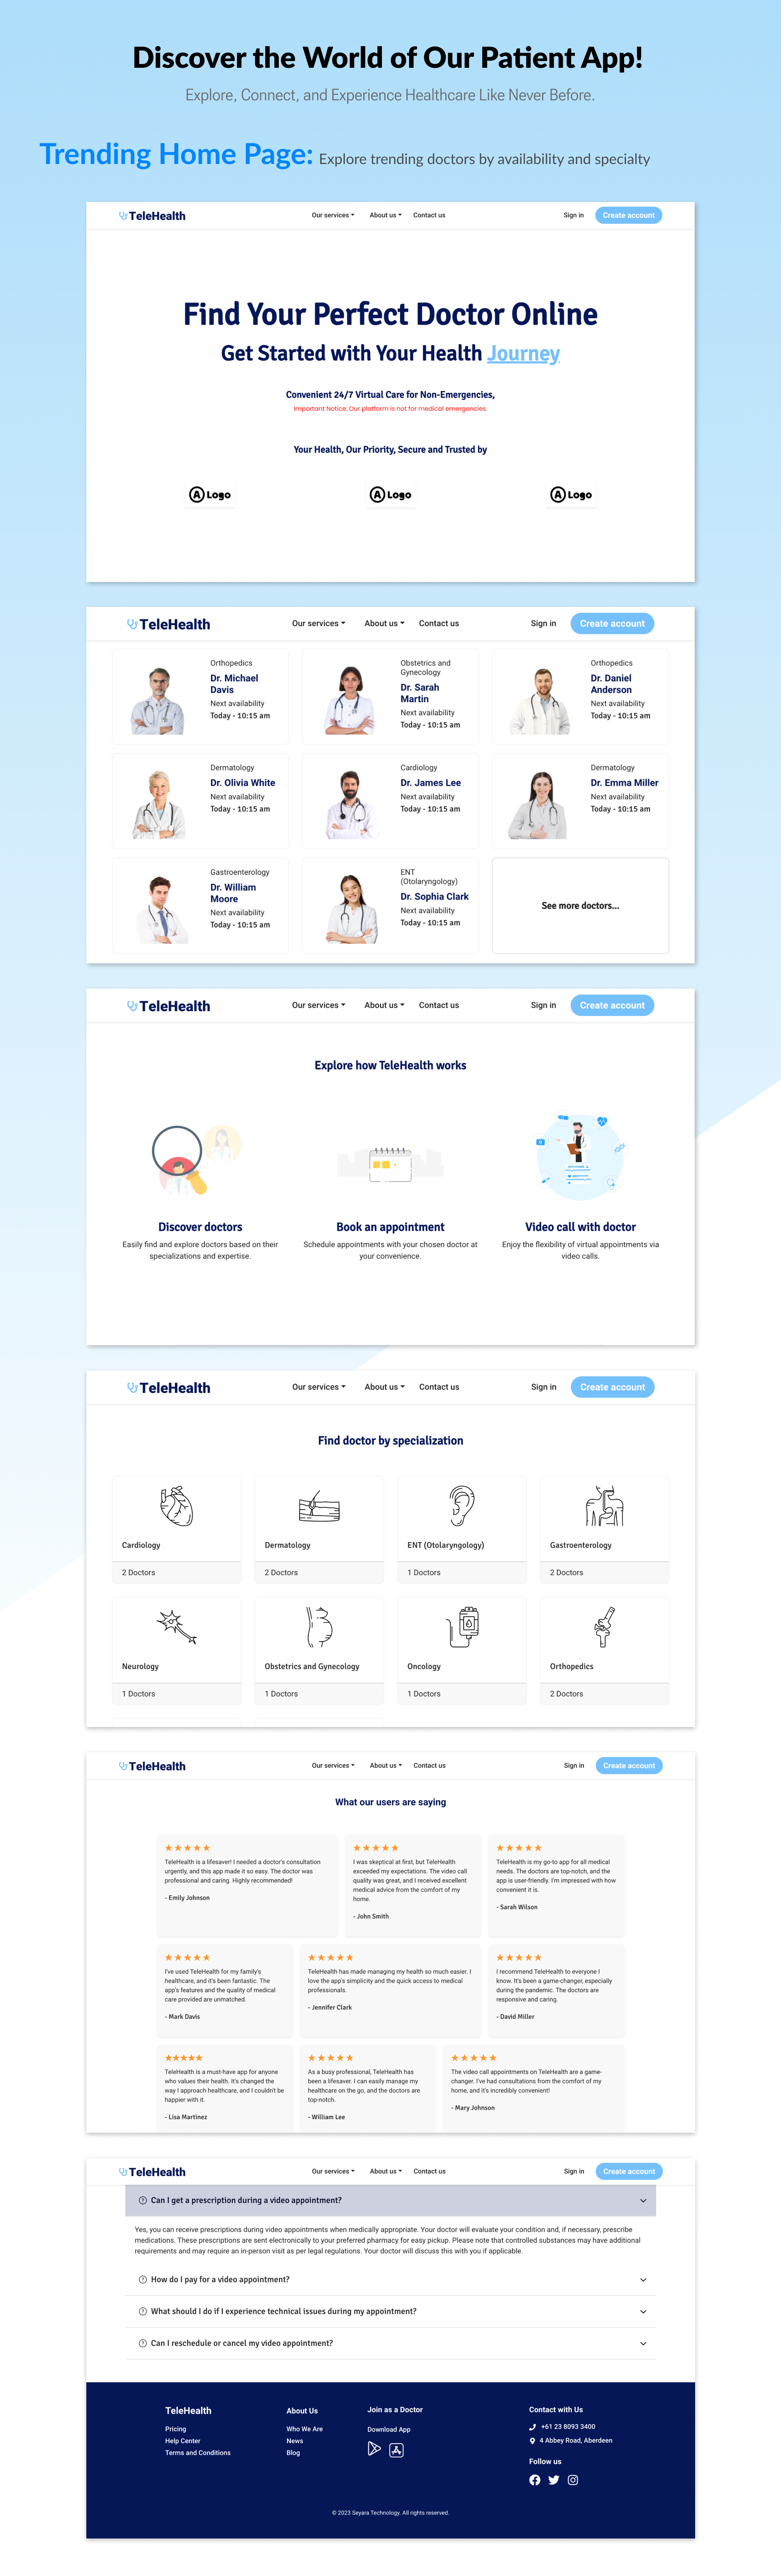 Discover the World of Our Patient App!
Explore, Connect, and Experience Healthcare Like Never Before.
Trending Home Page: Explore trending doctors by availability and specialty
TeleHealth
Our services
About us
Contact us
Sign in
Create account
Find Your Perfect Doctor Online
Get Started with Your Health Journey
Convenient 24/7 Virtual Care for Non-Emergencies,
Important Notice: Our platform is not for medical emergencies.
Your Health, Our Priority, Secure and Trusted by
A Logo
A Logo
A Logo
TeleHealth
Our services
About us
Contact us
Sign in
Create account
Orthopedics
Dr. Michael
Davis
Next availability
Today - 10:15 am
Obstetrics and
Gynecology
Dr. Sarah
Martin
Next availability
Today - 10:15 am
Orthopedics
Dr. Daniel
Anderson
Next availability
Today - 10:15 am
Dermatology
Dr. Olivia White
Next availability
Today - 10:15 am
Cardiology
Dr. James Lee
Next availability
Today - 10:15 am
Dermatology
Dr. Emma Miller
Next availability
Today - 10:15 am
Gastroenterology
Dr. William
Moore
Next availability
Today - 10:15 am
ENT
(Otolaryngology)
Dr. Sophia Clark
Next availability
Today - 10:15 am
See more doctors...
TeleHealth
Our services
About us
Contact us
Sign in
Create account
Explore how TeleHealth works
Discover doctors
Easily find and explore doctors based on their
specializations and expertise.
Book an appointment
Schedule appointments with your chosen doctor at
your convenience.
Video call with doctor
Enjoy the flexibility of virtual appointments via
video calls.
TeleHealth
Our services
About us
Contact us
Sign in
Create account
Find doctor by specialization
Cardiology
2 Doctors
Dermatology
2 Doctors
ENT (Otolaryngology)
1 Doctors
Gastroenterology
2 Doctors
Neurology
1 Doctors
Obstetrics and Gynecology
1 Doctors
Oncology
1 Doctors
Orthopedics
2 Doctors
TeleHealth
Our services
About us
Contact us
Sign in
Create account
What our users are saying
TeleHealth is a lifesaver! I needed a doctor's consultation
urgently, and this app made it so easy. The doctor was
professional and caring. Highly recommended!
- Emily Johnson
I was skeptical at first, but TeleHealth
exceeded my expectations. The video call
quality was great, and I received excellent
medical advice from the comfort of my
home.
- John Smith
TeleHealth is my go-to app for all medical
needs. The doctors are top-notch, and the
app is user-friendly. I'm impressed with how
convenient it is.
- Sarah Wilson
I've used TeleHealth for my family's
healthcare, and it's been fantastic. The
app's features and the quality of medical
care provided are unmatched.
- Mark Davis
TeleHealth has made managing my health so much easier. I
love the app's simplicity and the quick access to medical
professionals.
- Jennifer Clark
I recommend TeleHealth to everyone I
know. It's been a game-changer, especially
during the pandemic. The doctors are
responsive and caring.
- David Miller
TeleHealth is a must-have app for anyone
who values their health. It's changed the
way I approach healthcare, and I couldn't be
happier with it.
- Lisa Martinez
As a busy professional, TeleHealth has
been a lifesaver. I can easily manage my
healthcare on the go, and the doctors are
top-notch.
- William Lee
The video call appointments on TeleHealth are a game-
changer. I've had consultations from the comfort of my
home, and it's incredibly convenient!
- Mary Johnson
TeleHealth
Our services
About us
Contact us
Sign in
Create account
Can I get a prescription during a video appointment?
Yes, you can receive prescriptions during video appointments when medically appropriate. Your doctor will evaluate your condition and, if necessary, prescribe
medications. These prescriptions are sent electronically to your preferred pharmacy for easy pickup. Please note that controlled substances may have additional
requirements and may require an in-person visit as per legal regulations. Your doctor will discuss this with you if applicable.
How do I pay for a video appointment?
What should I do if I experience technical issues during my appointment?
Can I reschedule or cancel my video appointment?
TeleHealth
Pricing
Help Center
Terms and Conditions
About Us
Who We Are
News
Blog
Join as a Doctor
Download App
Contact with Us
+61 23 8093 3400
4 Abbey Road, Aberdeen
Follow us
© 2023 Seyara Technology. All rights reserved.